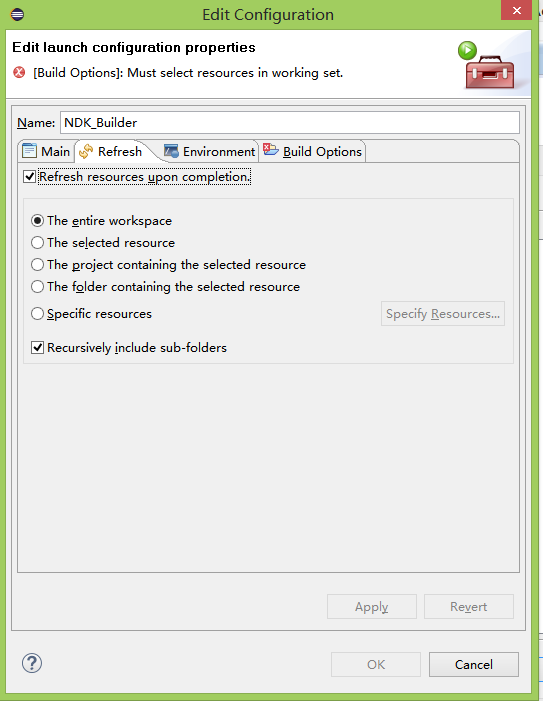 Edit Configuration
Edit launch configuration properties
[Build Options]: Must select resources in working set.
Name: NDK_Builder
Main Refresh Environment Build Options
Refresh resources upon completion.
The entire workspace
The selected resource
The project containing the selected resource
The folder containing the selected resource
Specific resources Specify Resources...
Recursively include sub-folders
Apply Revert
OK Cancel